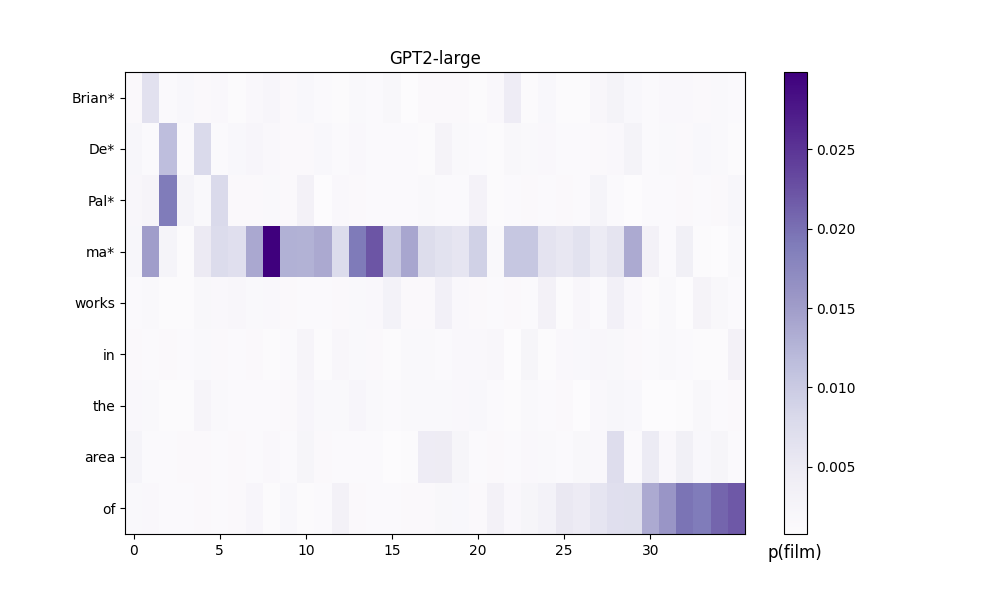 GPT2-large
Brian*
De*
Pal*
ma*
works
in
the
area
of
0 5 10 15 20 25 30
0.025
0.020
0.015
0.010
0.005
p(film)